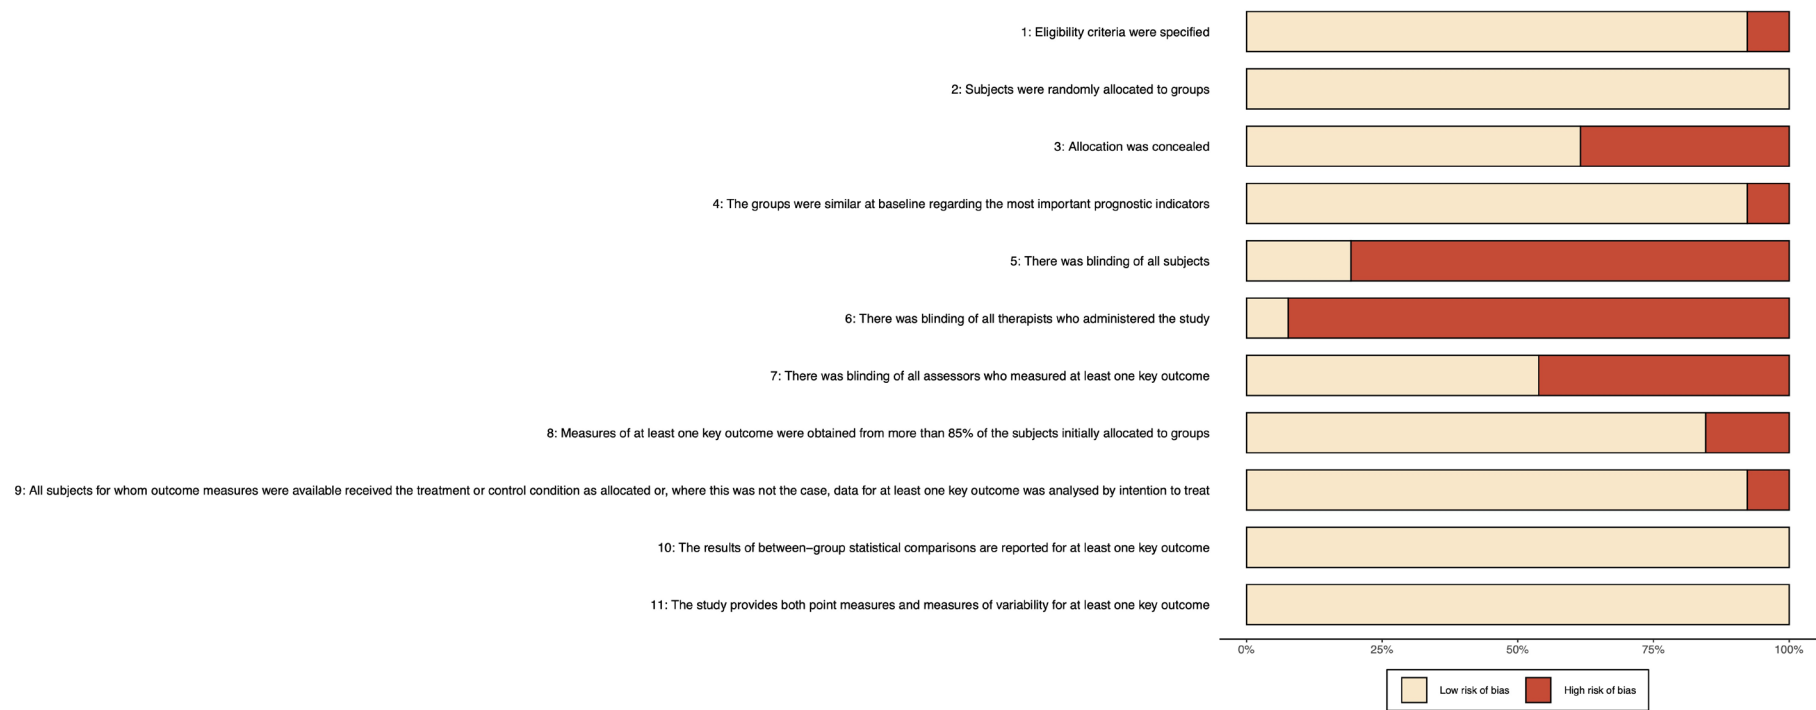 1: Eligibility criteria were specified
2: Subjects were randomly allocated to groups
3: Allocation was concealed
4: The groups were similar at baseline regarding the most important prognostic indicators
5: There was blinding of all subjects
6: There was blinding of all therapists who administered the study
7: There was blinding of all assessors who measured at least one key outcome
8: Measures of at least one key outcome were obtained from more than 85% of the subjects initially allocated to groups
9: All subjects for whom outcome measures were available received the treatment or control condition as allocated or, where this was not the case, data for at least one key outcome was analysed by intention to treat
10: The results of between−group statistical comparisons are reported for at least one key outcome
11: The study provides both point measures and measures of variability for at least one key outcome
0% 25% 50% 75% 100%
Low risk of bias High risk of bias